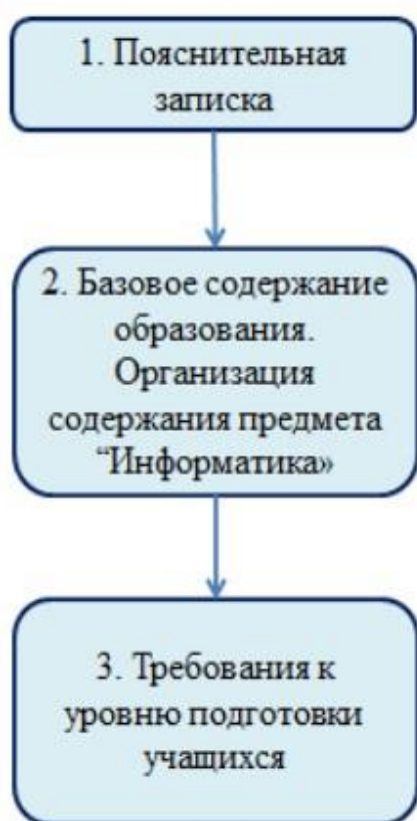 1. Пояснительная
записка
2. Базовое содержание
образования.
Организация
содержания предмета
“Информатика»
3. Требования к
уровню подготовки
учащихся